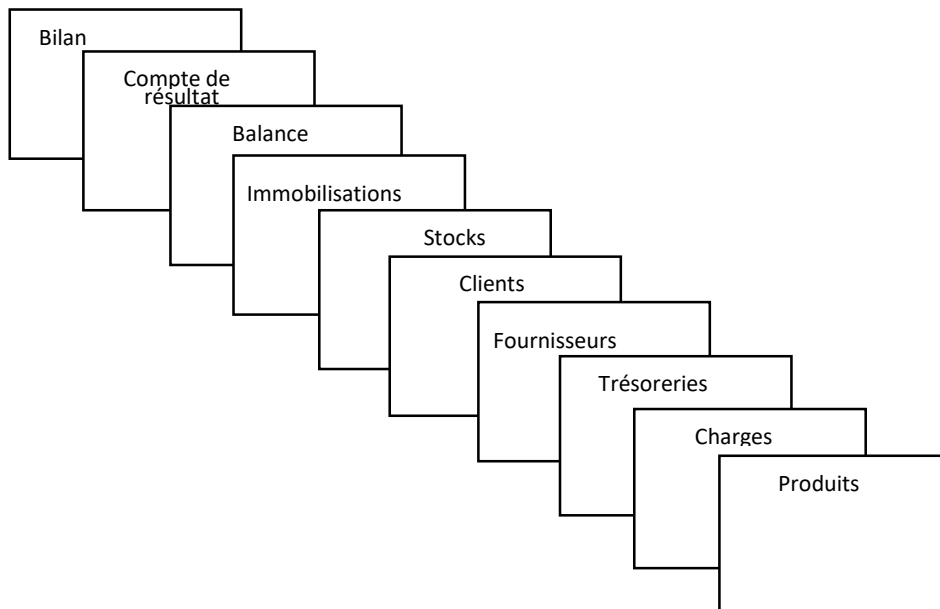 Bilan
Compte de
résultat
Balance
Immobilisations
Stocks
Clients
Fournisseurs
Trésoreries
Charges
Produits